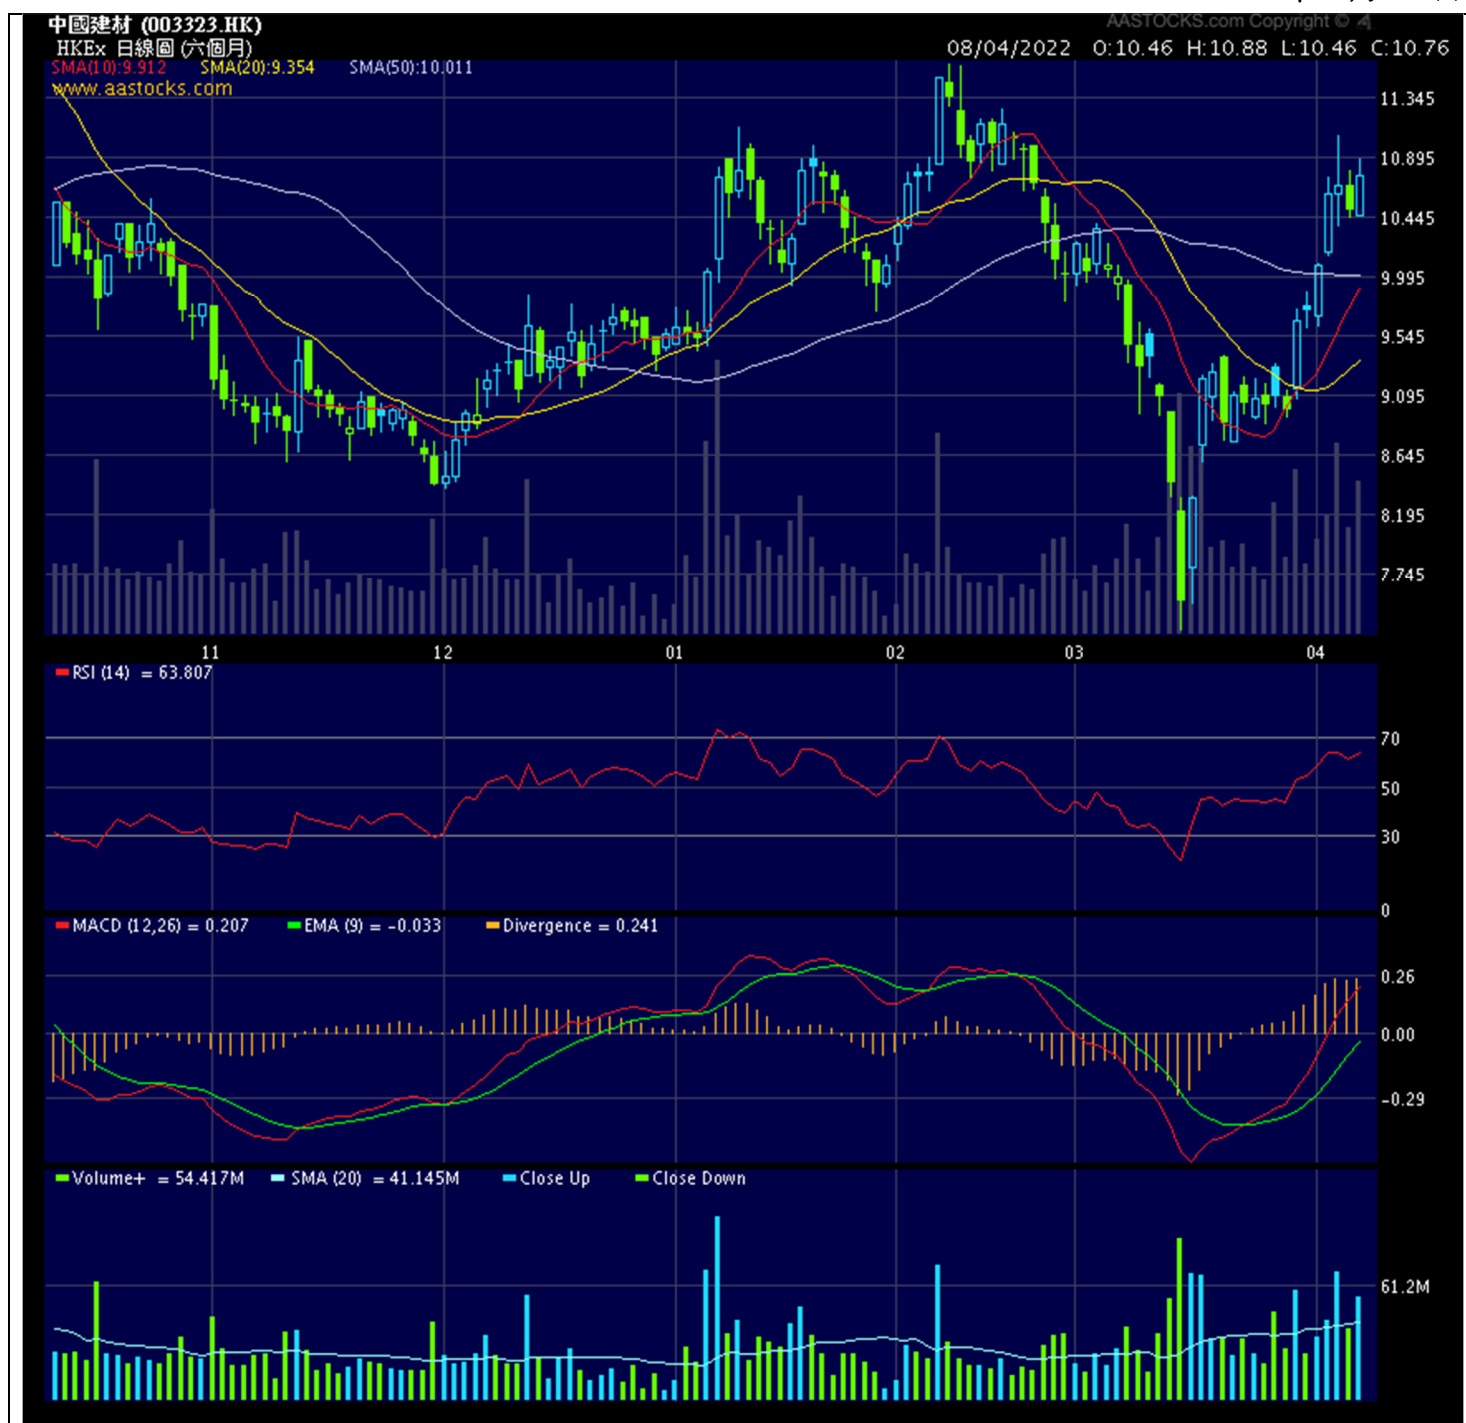 AASTOCKS.com Copyright ©
中國建材 (003323.HK)
HKEx 日線圖 (六個月)
08/04/2022 O:10.46 H:10.88 L:10.46 C:10.76
SMA(10):9.912 SMA(20):9.354 SMA(50):10.011
www.aastocks.com
11.345
10.895
10.445
9.995
9.545
9.095
8.645
8.195
7.745
11 12 01 02 03 04
RSI (14) = 63.807
70
50
30
0
MACD (12,26) = 0.207 EMA (9) = -0.033 Divergence = 0.241
0.26
0.00
-0.29
Volume+ = 54.417M SMA (20) = 41.145M Close Up Close Down
61.2M